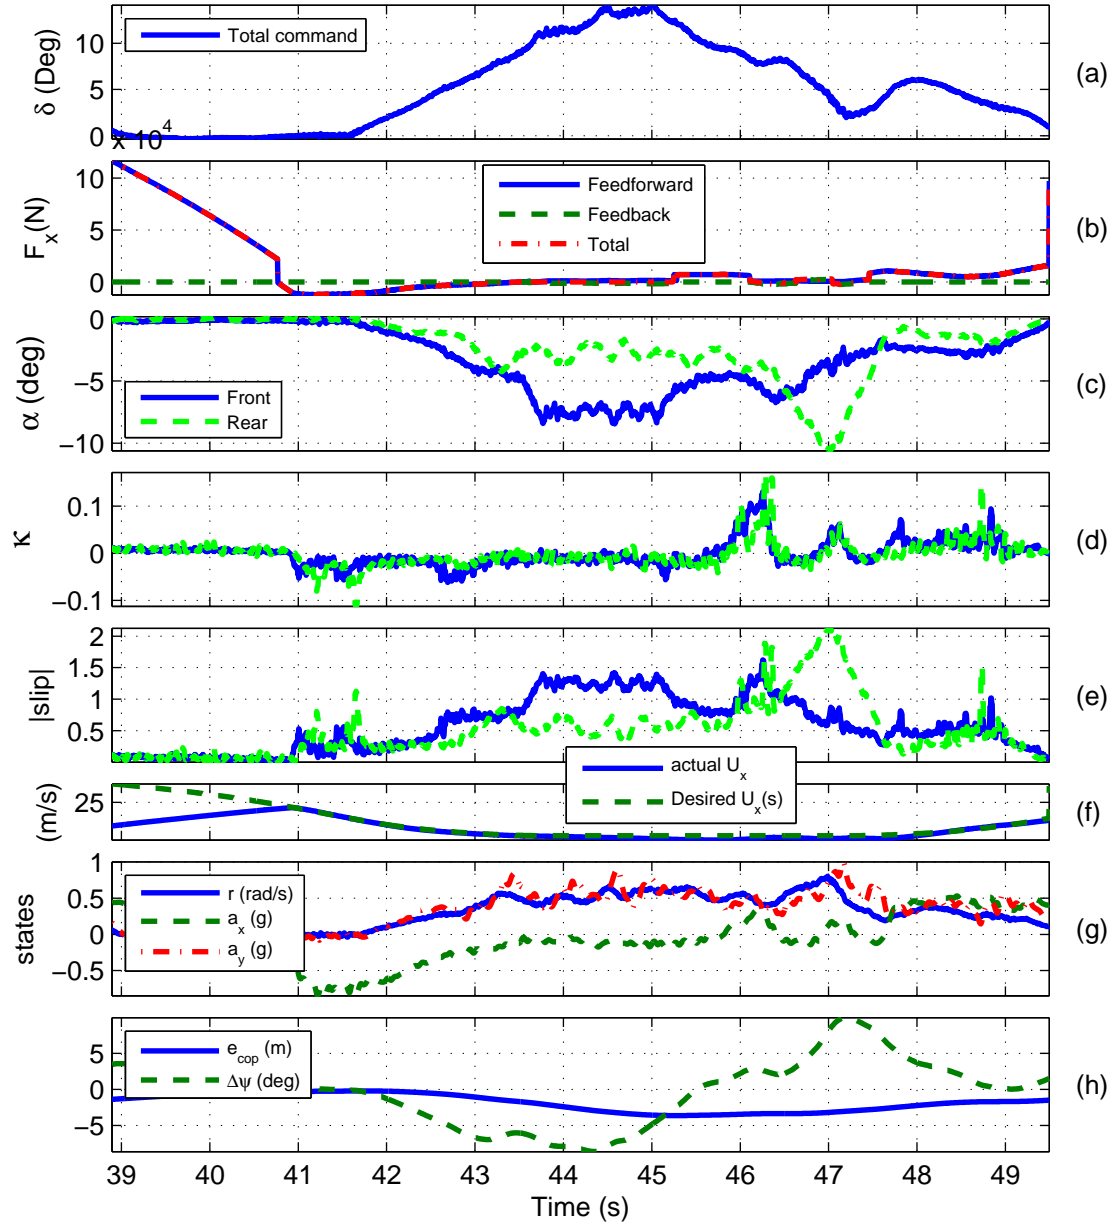 δ (Deg)
10
5
0
Total command
(a)
x 10^4
F_x(N)
10
5
0
Feedforward
Feedback
Total
(b)
α (deg)
0
−5
−10
Front
Rear
(c)
κ
0.1
0
−0.1
(d)
|slip|
2
1.5
1
0.5
(e)
(m/s)
25
actual U_x
Desired U_x(s)
(f)
states
1
0.5
0
−0.5
r (rad/s)
a_x (g)
a_y (g)
(g)
5
0
−5
e_cop (m)
Δψ (deg)
(h)
39 40 41 42 43 44 45 46 47 48 49
Time (s)